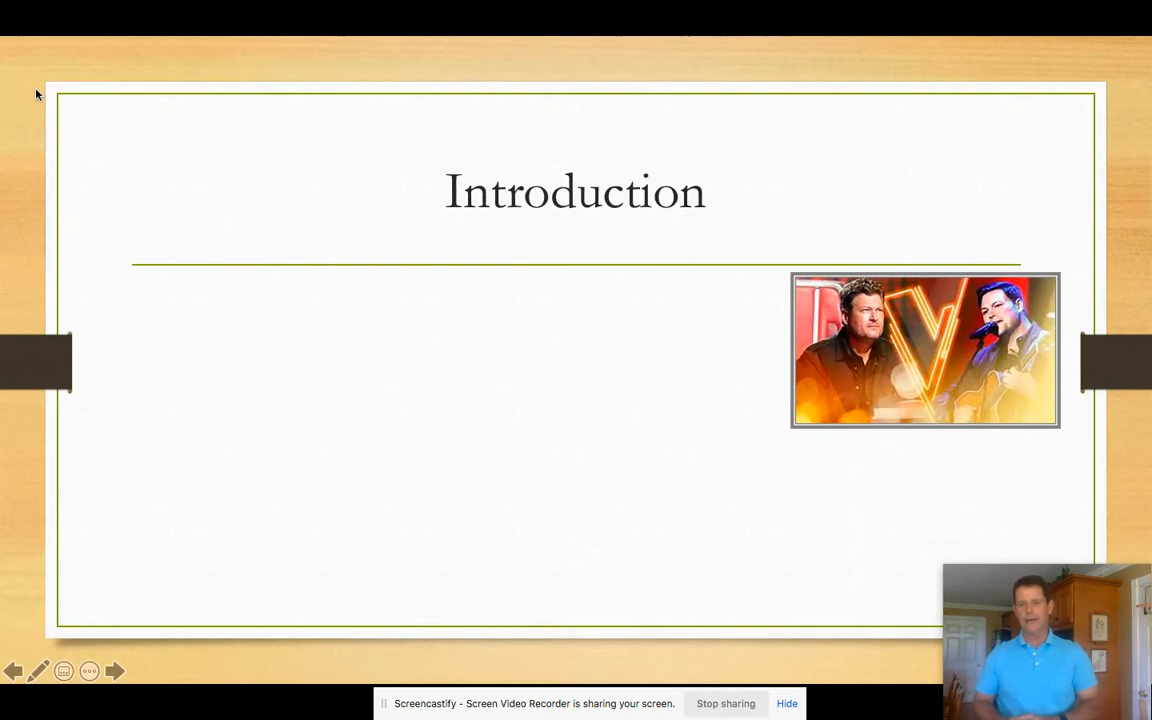 Introduction
Screencastify - Screen Video Recorder is sharing your screen.
Stop sharing
Hide